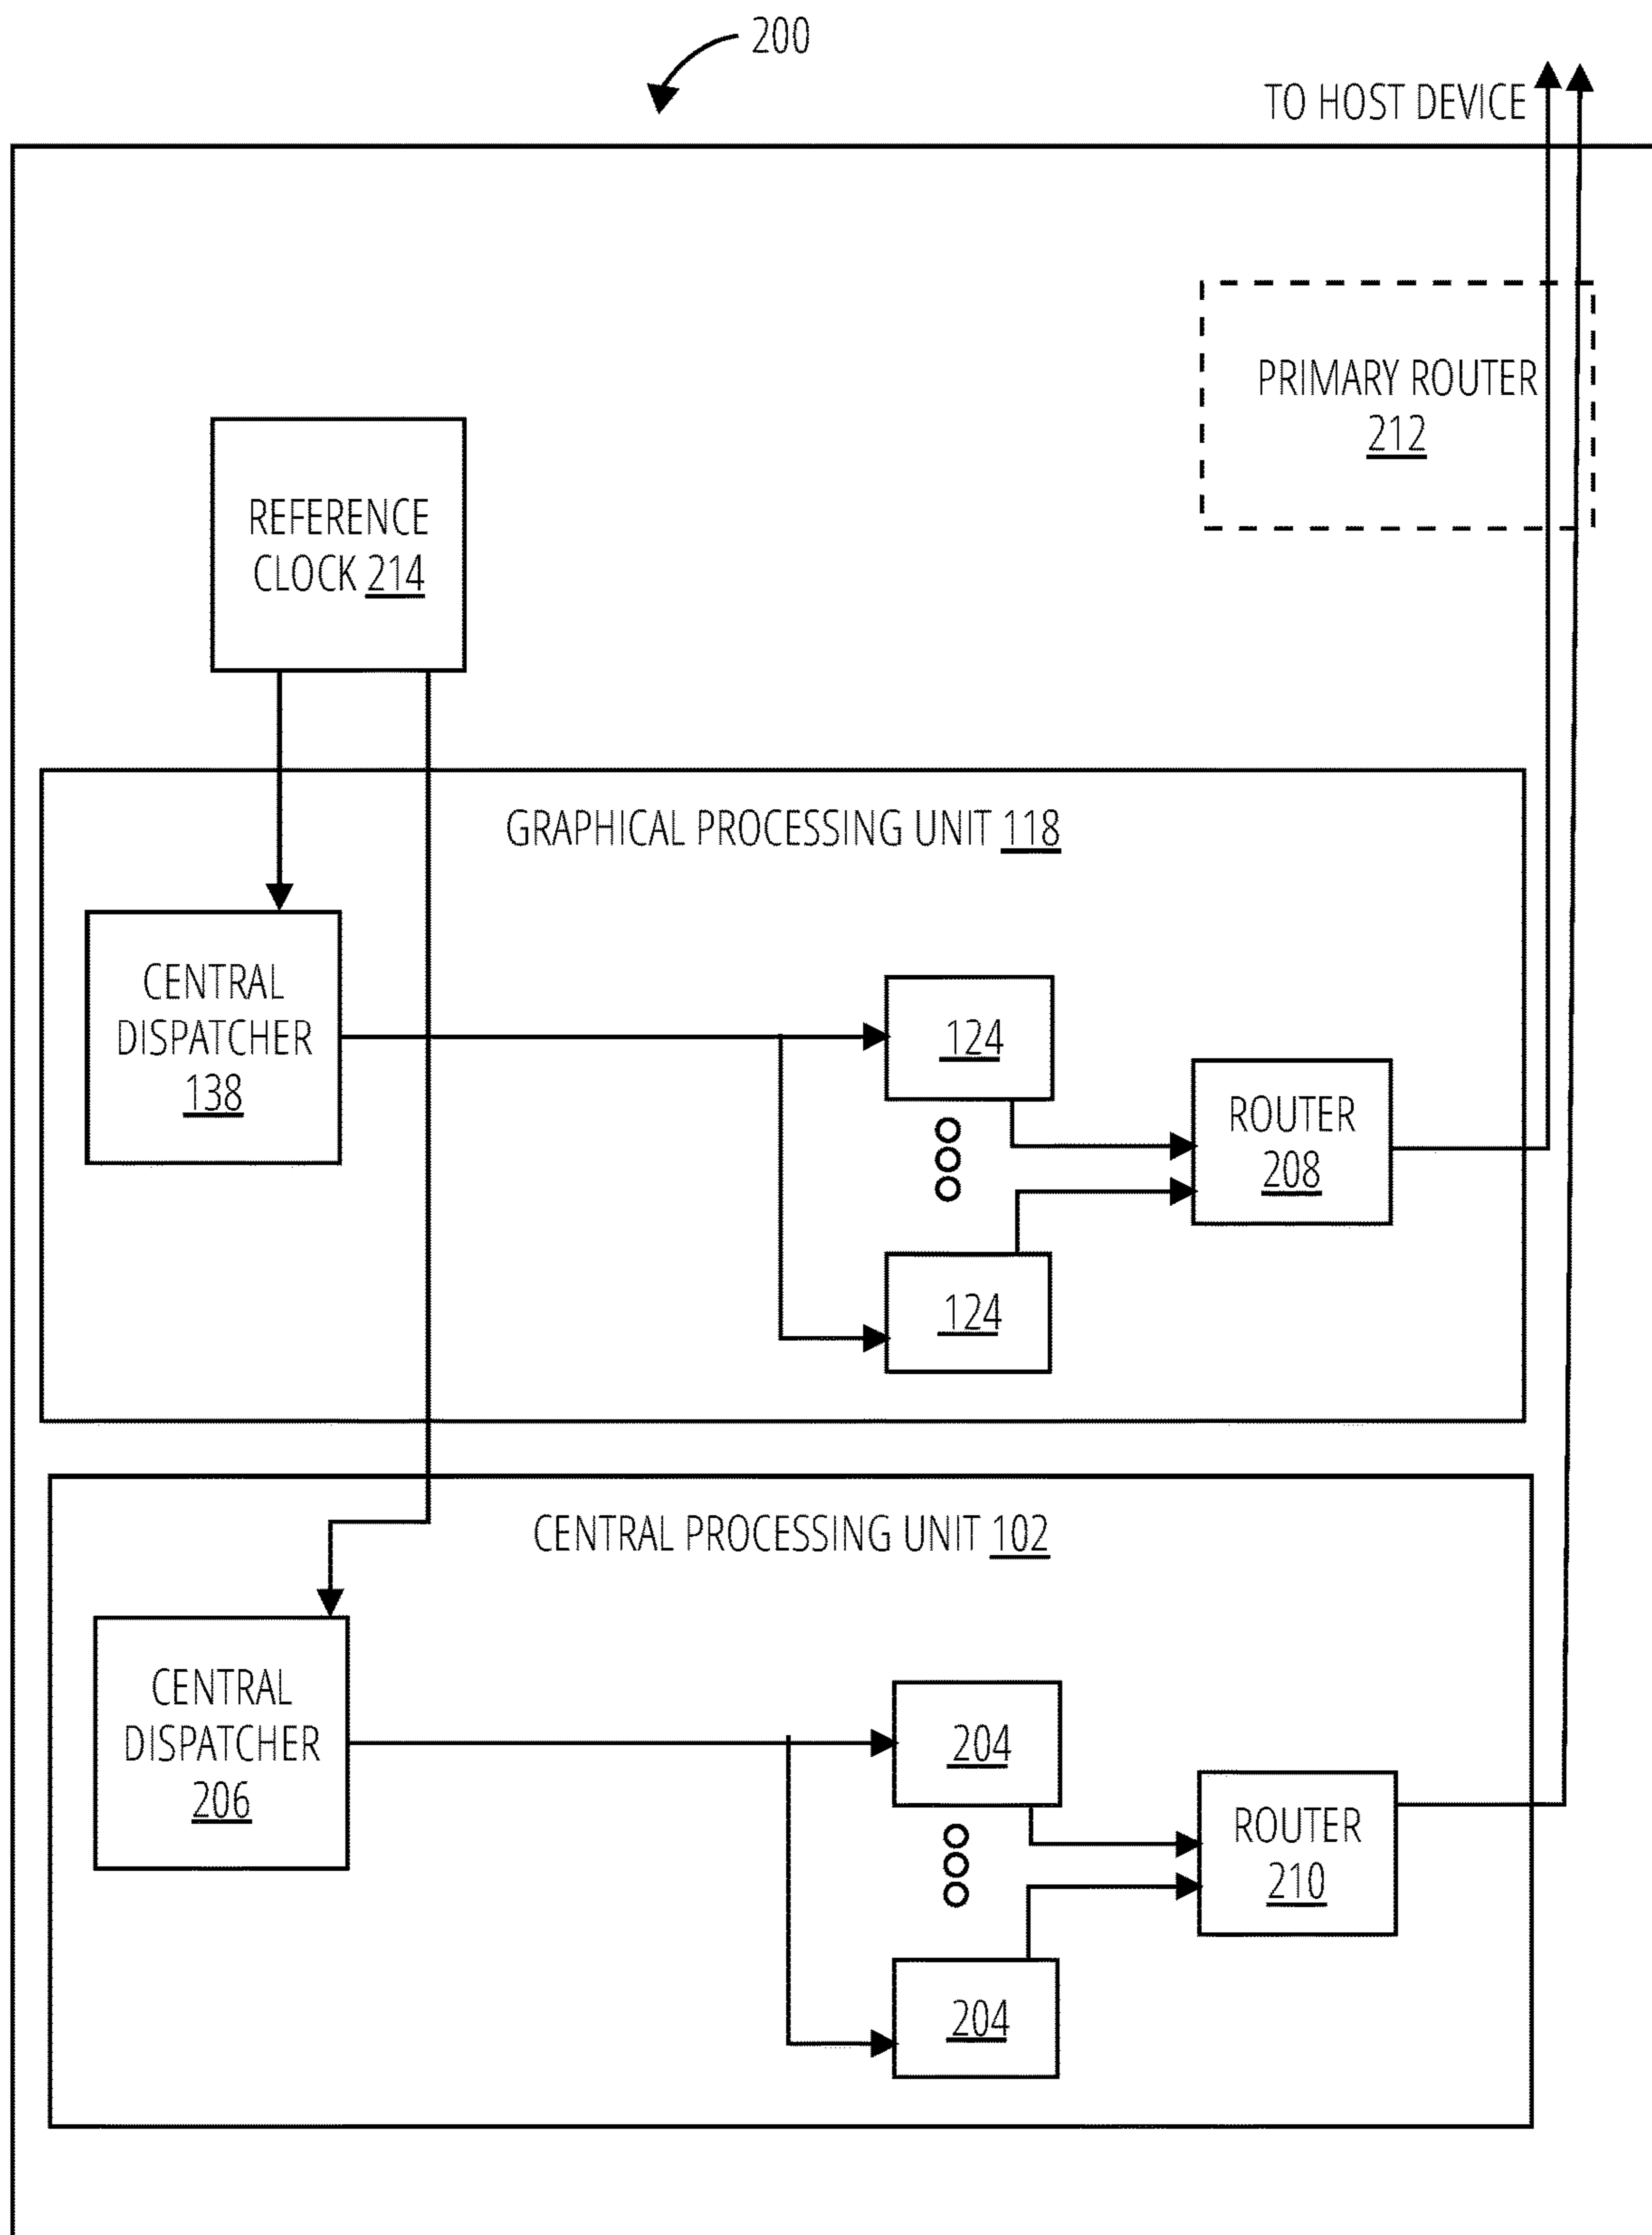 200
TO HOST DEVICE
PRIMARY ROUTER
212
REFERENCE
CLOCK 214
GRAPHICAL PROCESSING UNIT 118
CENTRAL
DISPATCHER
138
124
ROUTER
208
124
CENTRAL PROCESSING UNIT 102
CENTRAL
DISPATCHER
206
204
ROUTER
210
204